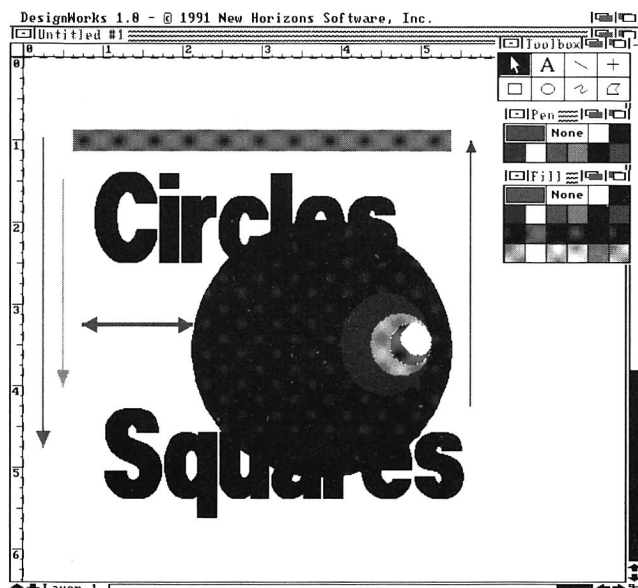 DesignWorks 1.0 - © 1991 New Horizons Software, Inc.
Untitled #1
Toolbox
0 1 2 3 4 5
A
Pen
None
Fill
None
0
1
2
3
4
5
6
Circles
Squares
Layer 1